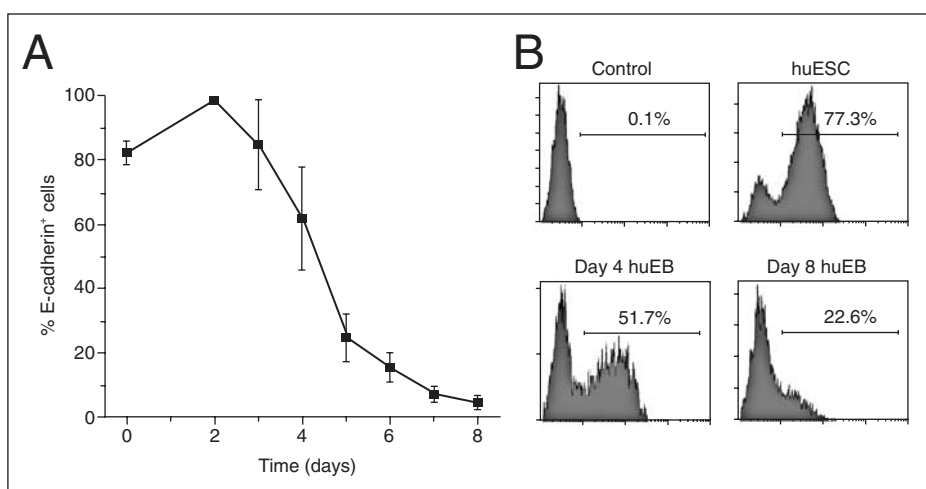 A
% E-cadherin⁺ cells
100
80
60
40
20
0
0 2 4 6 8
Time (days)
B
Control
0.1%
huESC
77.3%
Day 4 huEB
51.7%
Day 8 huEB
22.6%